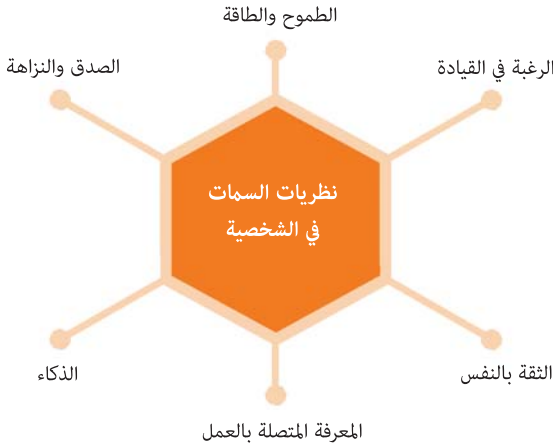 الطموح والطاقة
الرغبة في القيادة
الصدق والنزاهة
نظريات السمات
في الشخصية
الثقة بالنفس
الذكاء
المعرفة المتصلة بالعمل